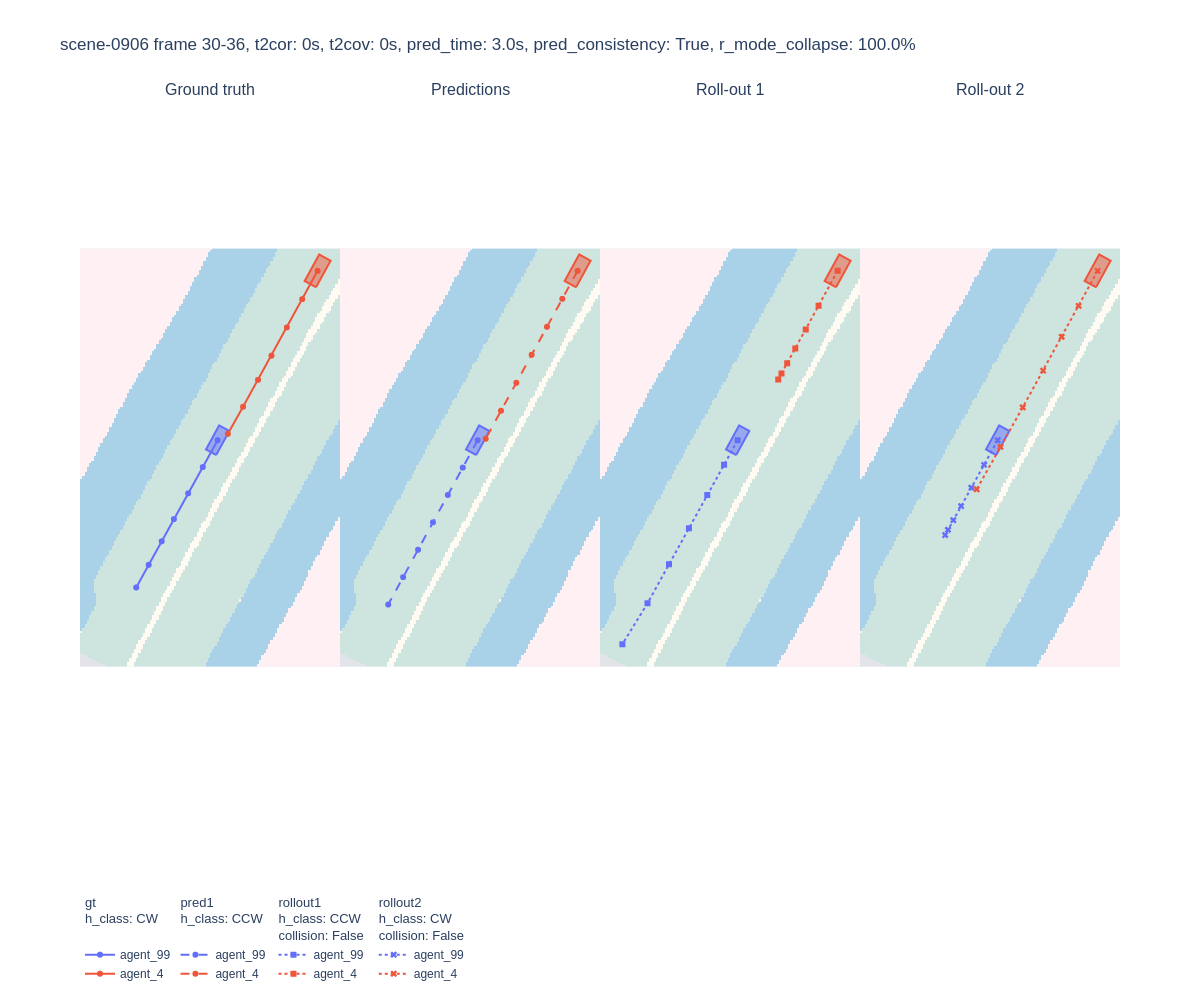 scene-0906 frame 30-36, t2cor: 0s, t2cov: 0s, pred_time: 3.0s, pred_consistency: True, r_mode_collapse: 100.0%
Ground truth
Predictions
Roll-out 1
Roll-out 2
gt
h_class: CW
agent_99
agent_4
pred1
h_class: CCW
agent_99
agent_4
rollout1
h_class: CCW
collision: False
agent_99
agent_4
rollout2
h_class: CW
collision: False
agent_99
agent_4